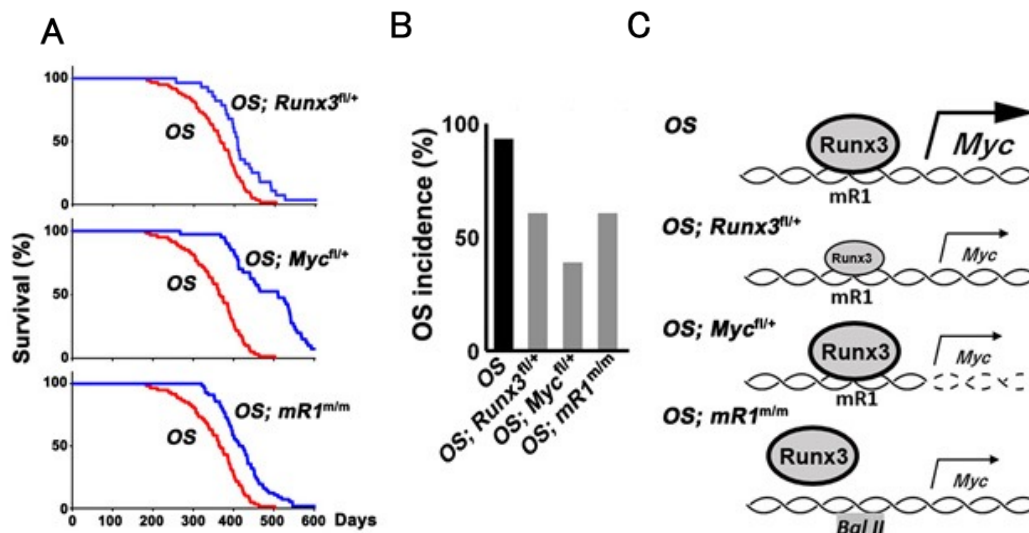 A
100
50
0
OS; Runx3fl/+
OS
100
50
0
OS; Mycfl/+
OS
100
50
0
OS; mR1m/m
OS
0 100 200 300 400 500 600 Days
Survival (%)
B
OS incidence (%)
100
50
0
OS
OS; Runx3fl/+
OS; Mycfl/+
OS; mR1m/m
C
OS
Runx3
Myc
mR1
OS; Runx3fl/+
Runx3
Myc
mR1
OS; Mycfl/+
Runx3
Myc
mR1
OS; mR1m/m
Runx3
Myc
Bgl II